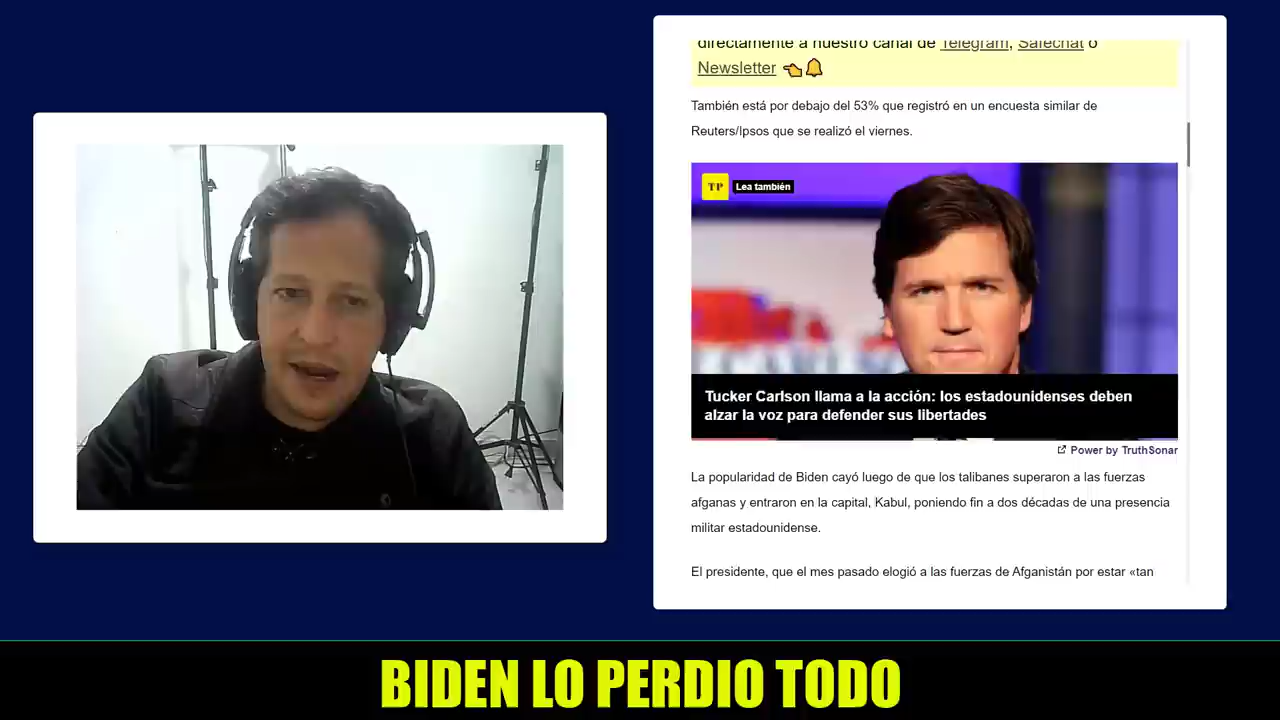 directamente a nuestro canal de Telegram, Safechat o
Newsletter 👈🔔
También está por debajo del 53% que registró en un encuesta similar de
Reuters/Ipsos que se realizó el viernes.
TP Lea también
Tucker Carlson llama a la acción: los estadounidenses deben
alzar la voz para defender sus libertades
Power by TruthSonar
La popularidad de Biden cayó luego de que los talibanes superaron a las fuerzas
afganas y entraron en la capital, Kabul, poniendo fin a dos décadas de una presencia
militar estadounidense.
El presidente, que el mes pasado elogió a las fuerzas de Afganistán por estar «tan
BIDEN LO PERDIO TODO